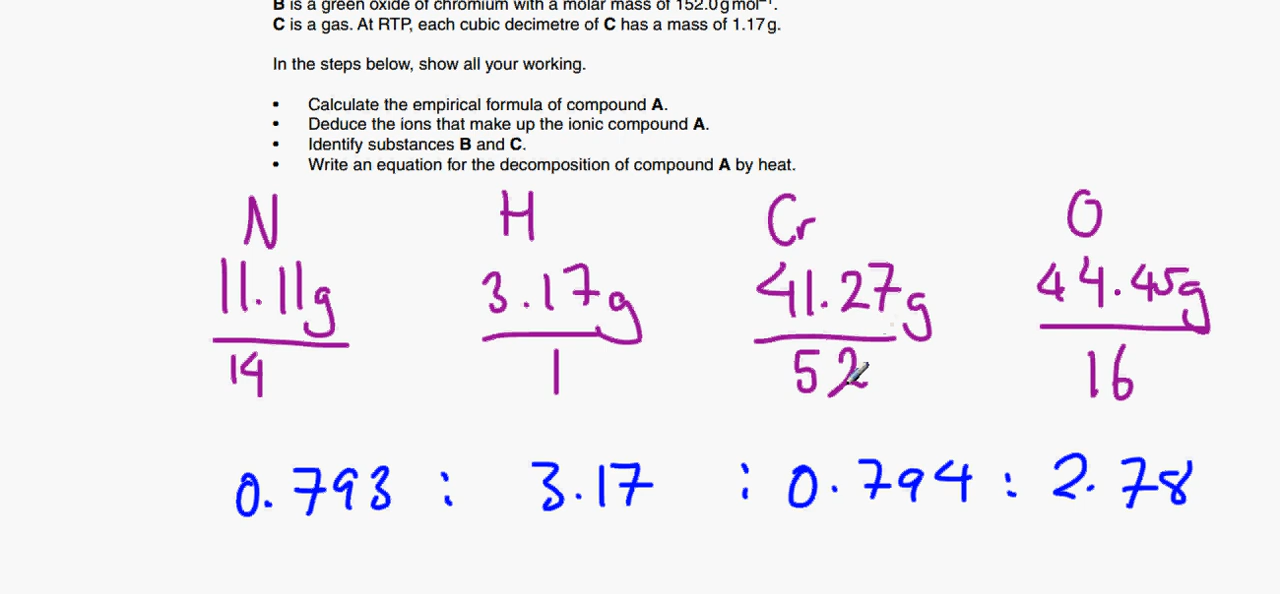 B is a green oxide of chromium with a molar mass of 152.0 g mol⁻¹.
C is a gas. At RTP, each cubic decimetre of C has a mass of 1.17 g.
In the steps below, show all your working.
• Calculate the empirical formula of compound A.
• Deduce the ions that make up the ionic compound A.
• Identify substances B and C.
• Write an equation for the decomposition of compound A by heat.
N H Cr O
11.11g 3.17g 41.27g 44.45g
14 1 52 16
0.793 : 3.17 : 0.794 : 2.78